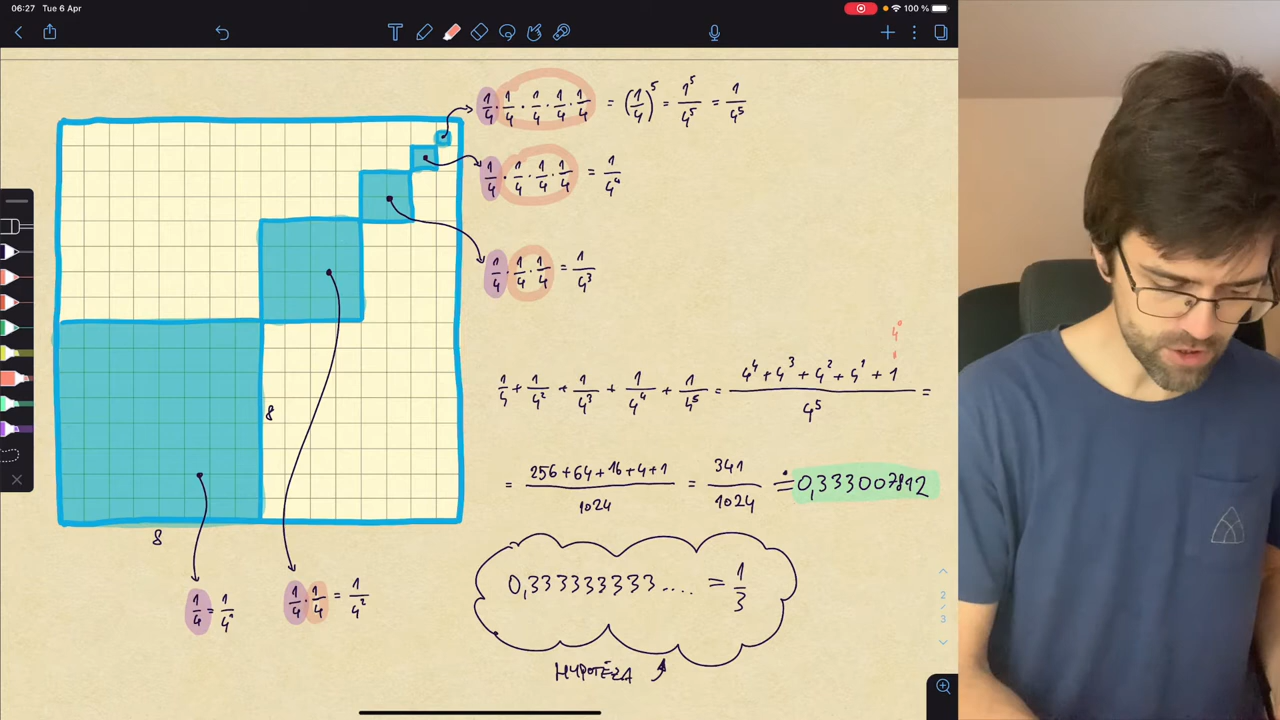 06:27 Tue 6 Apr
100 %
T
1/4 · 1/4 · 1/4 · 1/4 · 1/4 = (1/4)^5 = 1^5/4^5 = 1/4^5
1/4 · 1/4 · 1/4 · 1/4 = 1/4^4
1/4 · 1/4 · 1/4 = 1/4^3
4^0
1/4 + 1/4^2 + 1/4^3 + 1/4^4 + 1/4^5 = (4^4 + 4^3 + 4^2 + 4^1 + 1)/4^5 =
8
= (256+64+16+4+1)/1024 = 341/1024 ≐ 0,333007812
8
0,333333333.... = 1/3
1/4 = 1/4^1
1/4 · 1/4 = 1/4^2
HYPOTÉZA
2
/
3